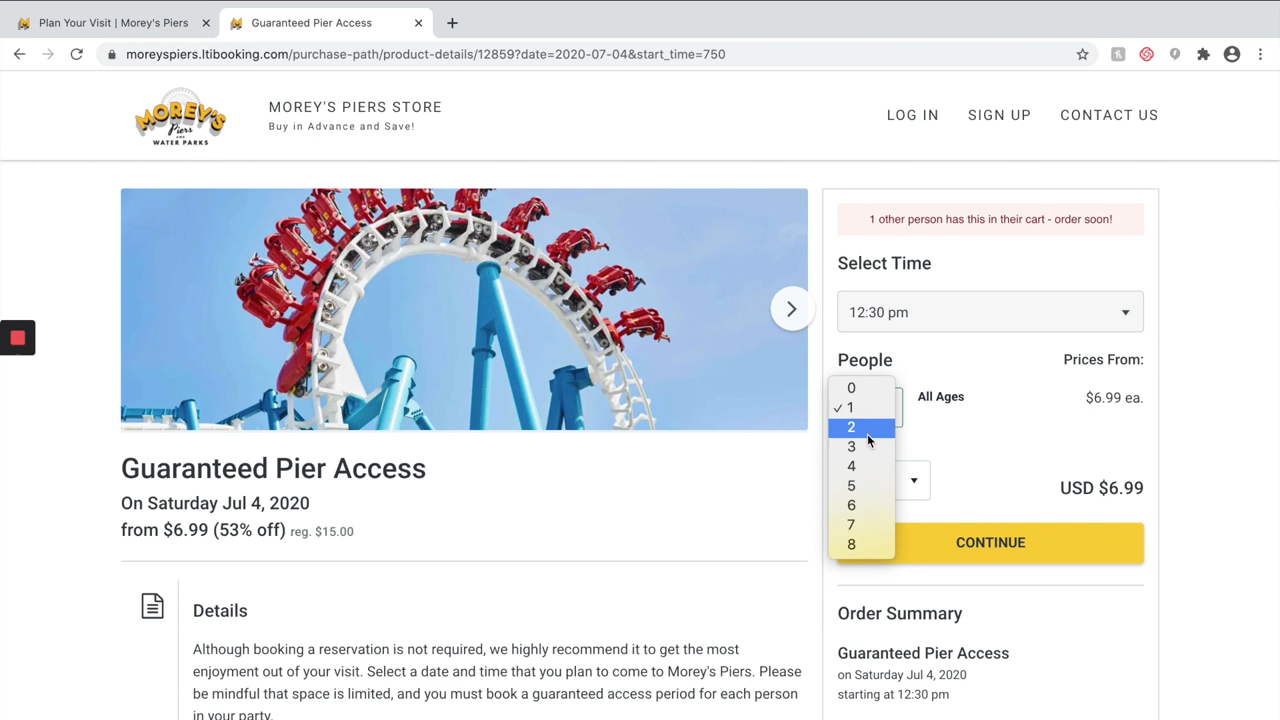 Plan Your Visit | Morey's Piers
Guaranteed Pier Access
moreyspiers.ltibooking.com/purchase-path/product-details/12859?date=2020-07-04&start_time=750
MOREY'S
Piers
AND
WATER PARKS
MOREY'S PIERS STORE
Buy in Advance and Save!
LOG IN
SIGN UP
CONTACT US
1 other person has this in their cart - order soon!
Select Time
12:30 pm
People
Prices From:
0
✓ 1
2
3
4
5
6
7
8
All Ages
$6.99 ea.
USD $6.99
CONTINUE
Order Summary
Guaranteed Pier Access
on Saturday Jul 4, 2020
starting at 12:30 pm
Guaranteed Pier Access
On Saturday Jul 4, 2020
from $6.99 (53% off) reg. $15.00
Details
Although booking a reservation is not required, we highly recommend it to get the most
enjoyment out of your visit. Select a date and time that you plan to come to Morey's Piers. Please
be mindful that space is limited, and you must book a guaranteed access period for each person
in your party.